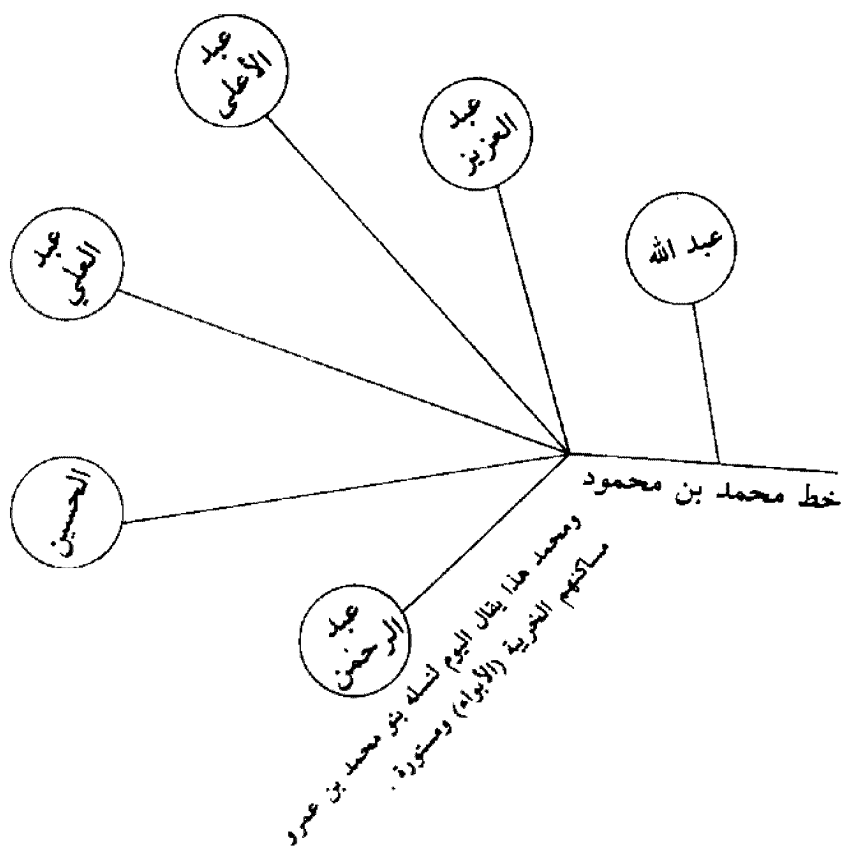 عبد
الأعلى
عبد
العزيز
عبد الله
عبد
العلي
الحسين
عبد
الرحمن
خط محمد بن محمود
ومحمد هذا يقال اليوم لنسله بنو محمد بن عمرو
مساكنهم الخريبة (الأبواء) ومستورة .